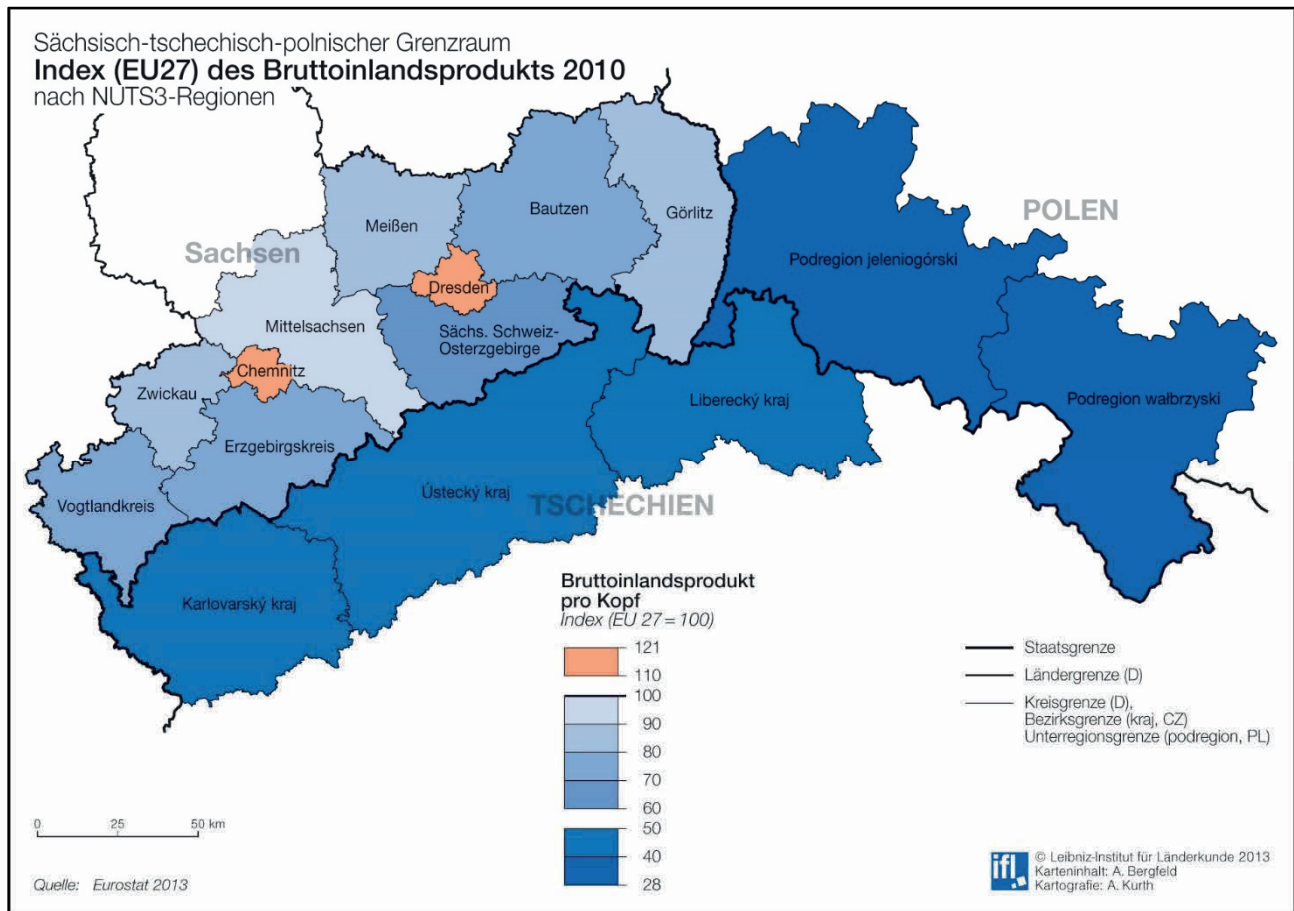 Sächsisch-tschechisch-polnischer Grenzraum
Index (EU27) des Bruttoinlandsprodukts 2010
nach NUTS3-Regionen
Sachsen
POLEN
TSCHECHIEN
Meißen
Bautzen
Görlitz
Dresden
Podregion jeleniogórski
Mittelsachsen
Sächs. Schweiz-
Osterzgebirge
Chemnitz
Zwickau
Liberecký kraj
Podregion wałbrzyski
Erzgebirgskreis
Ústecký kraj
Vogtlandkreis
Karlovarský kraj
Bruttoinlandsprodukt
pro Kopf
Index (EU 27 = 100)
121
110
100
90
80
70
60
50
40
28
Staatsgrenze
Ländergrenze (D)
Kreisgrenze (D),
Bezirksgrenze (kraj, CZ)
Unterregionsgrenze (podregion, PL)
0 25 50 km
Quelle: Eurostat 2013
ifl
© Leibniz-Institut für Länderkunde 2013
Karteninhalt: A. Bergfeld
Kartografie: A. Kurth